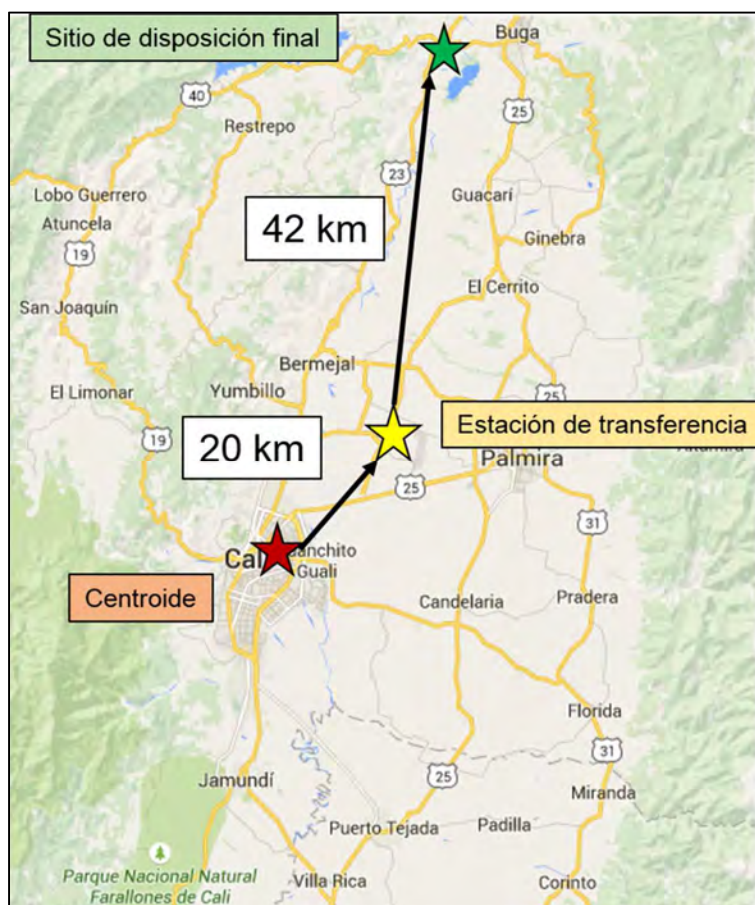 Sitio de disposición final
Buga
40
Restrepo
25
23
Lobo Guerrero
Guacarí
Atuncela
42 km
Ginebra
19
El Cerrito
San Joaquín
Bermejal
El Limonar
Yumbillo
25
Estación de transferencia
19
20 km
Palmira
25
31
Cal
anchito
Guali
Centroide
Candelaria
Pradera
Florida
31
Jamundí
25
Miranda
Puerto Tejada
Padilla
Parque Nacional Natural
Farallones de Cali
Villa Rica
Corinto